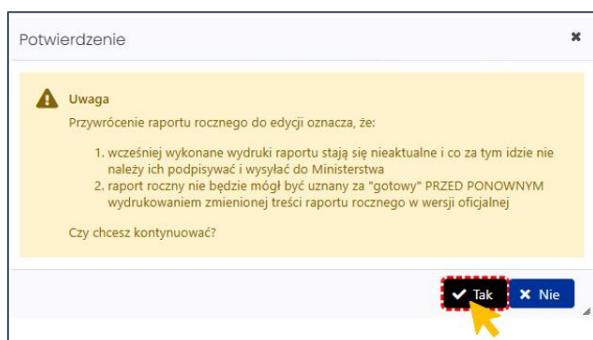 Potwierdzenie
Uwaga
Przywrócenie raportu rocznego do edycji oznacza, że:
1. wcześniej wykonane wydruki raportu stają się nieaktualne i co za tym idzie nie
należy ich podpisywać i wysyłać do Ministerstwa
2. raport roczny nie będzie mógł być uznany za "gotowy" PRZED PONOWNYM
wydrukowaniem zmienionej treści raportu rocznego w wersji oficjalnej
Czy chcesz kontynuować?
Tak Nie